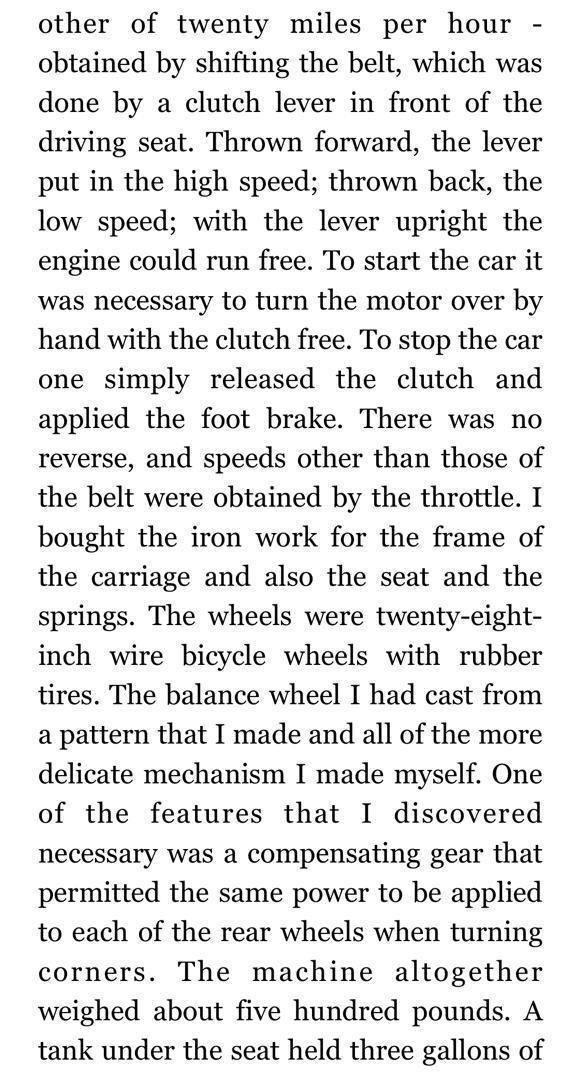 other of twenty miles per hour -
obtained by shifting the belt, which was
done by a clutch lever in front of the
driving seat. Thrown forward, the lever
put in the high speed; thrown back, the
low speed; with the lever upright the
engine could run free. To start the car it
was necessary to turn the motor over by
hand with the clutch free. To stop the car
one simply released the clutch and
applied the foot brake. There was no
reverse, and speeds other than those of
the belt were obtained by the throttle. I
bought the iron work for the frame of
the carriage and also the seat and the
springs. The wheels were twenty-eight-
inch wire bicycle wheels with rubber
tires. The balance wheel I had cast from
a pattern that I made and all of the more
delicate mechanism I made myself. One
of the features that I discovered
necessary was a compensating gear that
permitted the same power to be applied
to each of the rear wheels when turning
corners. The machine altogether
weighed about five hundred pounds. A
tank under the seat held three gallons of